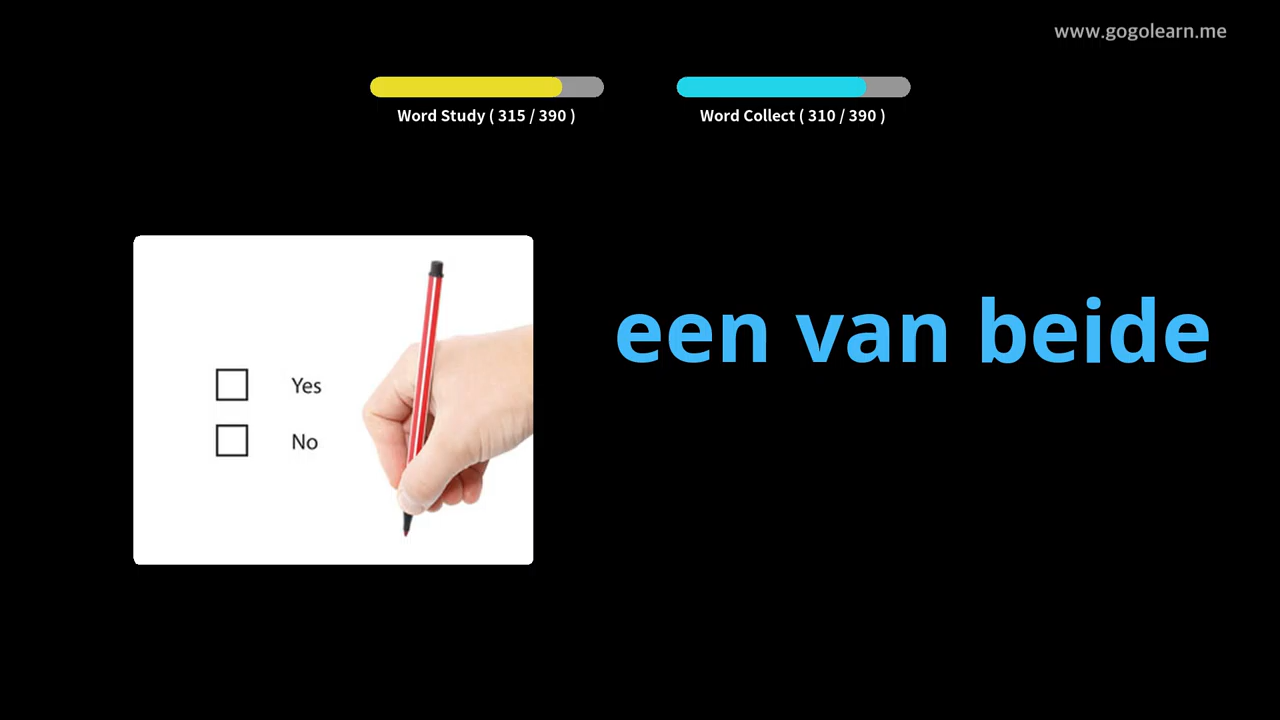 www.gogolearn.me
Word Study ( 315 / 390 )
Word Collect ( 310 / 390 )
een van beide
Yes
No